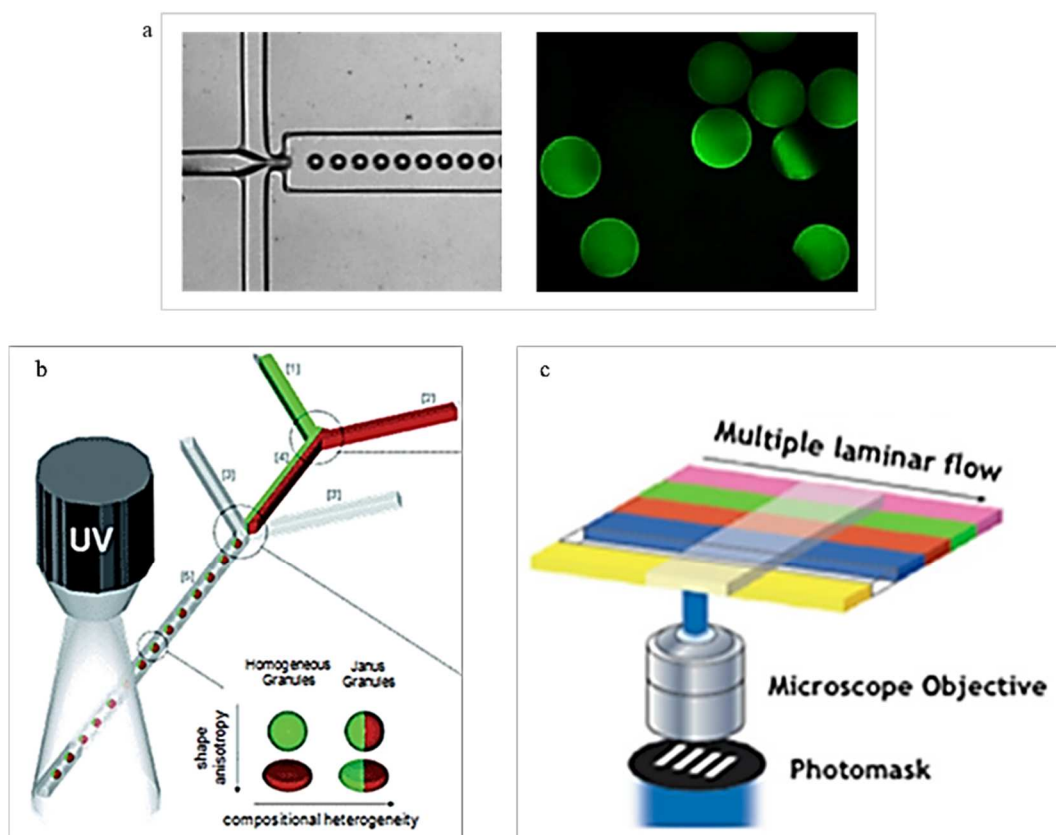 a
b
[1]
[2]
[4]
[3]
[3]
UV
[5]
Homogeneous
Granules
Janus
Granules
shape
anisotropy
compositional heterogeneity
c
Multiple laminar flow
Microscope Objective
Photomask